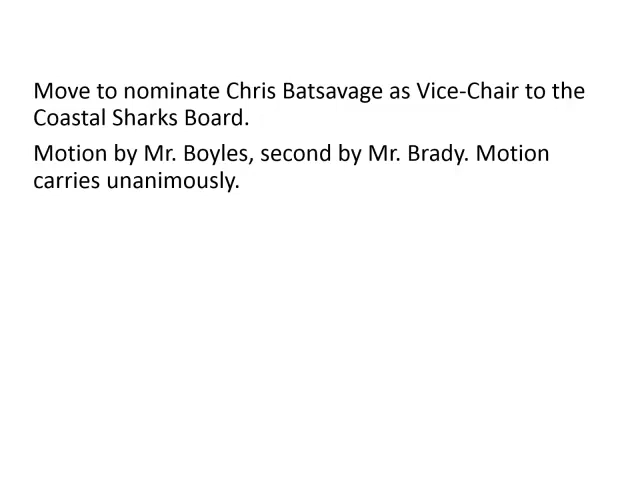 Move to nominate Chris Batsavage as Vice-Chair to the
Coastal Sharks Board.
Motion by Mr. Boyles, second by Mr. Brady. Motion
carries unanimously.